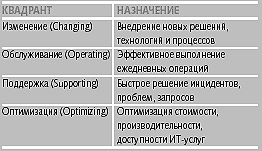 КВАДРАНТ НАЗНАЧЕНИЕ
Изменение (Changing) Внедрение новых решений,
технологий и процессов
Обслуживание (Operating) Эффективное выполнение
ежедневных операций
Поддержка (Supporting) Быстрое решение инцидентов,
проблем, запросов
Оптимизация (Optimizing) Оптимизация стоимости,
производительности,
доступности ИТ-услуг